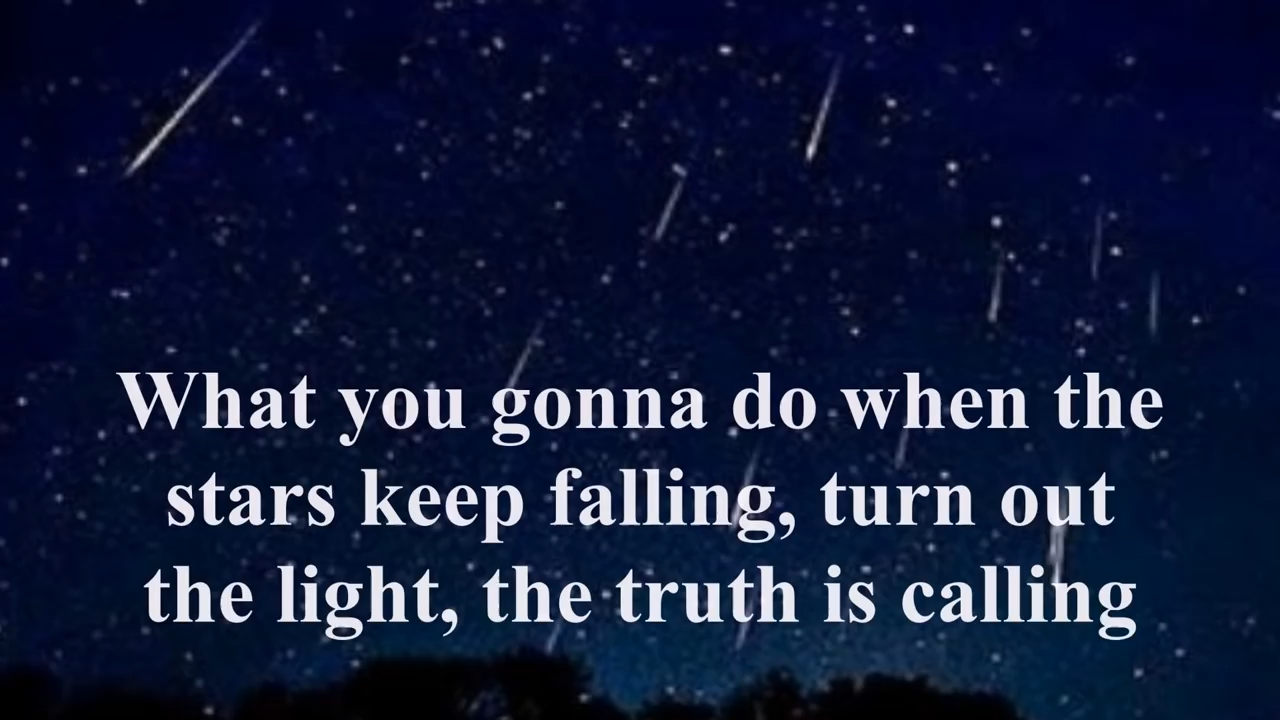 What you gonna do when the
stars keep falling, turn out
the light, the truth is calling